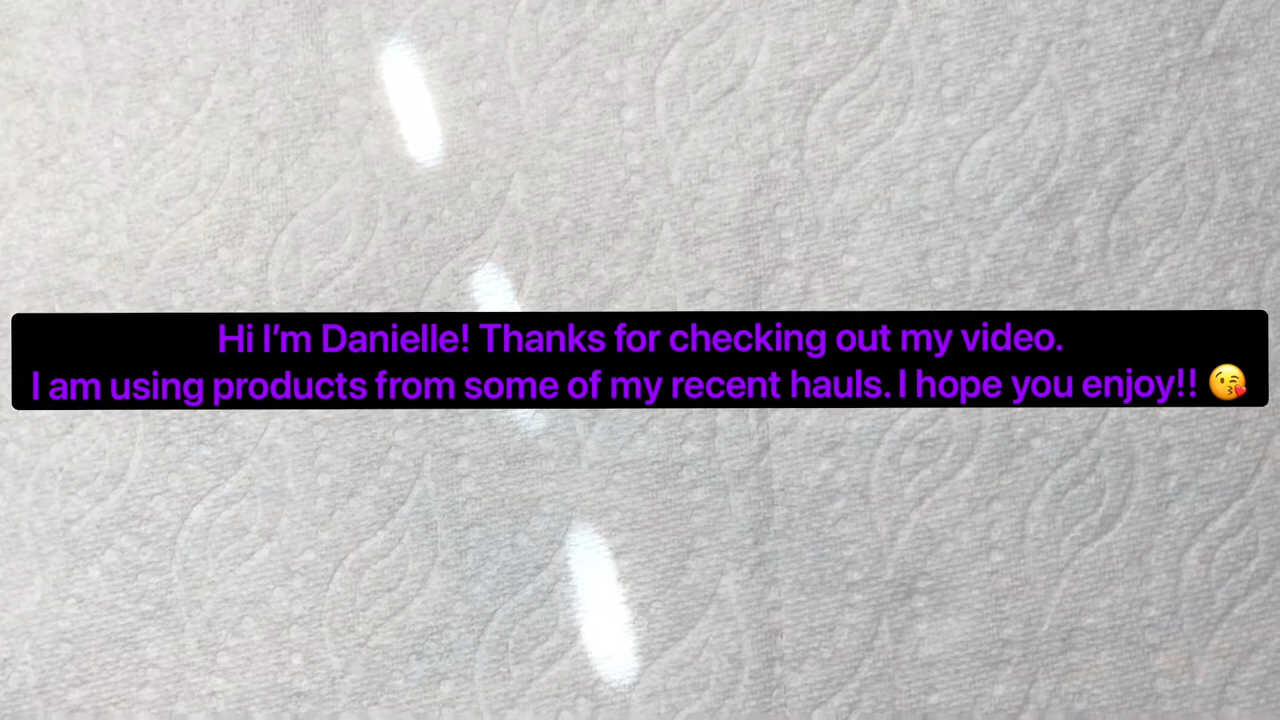 Hi I’m Danielle! Thanks for checking out my video.
I am using products from some of my recent hauls. I hope you enjoy!! 😘